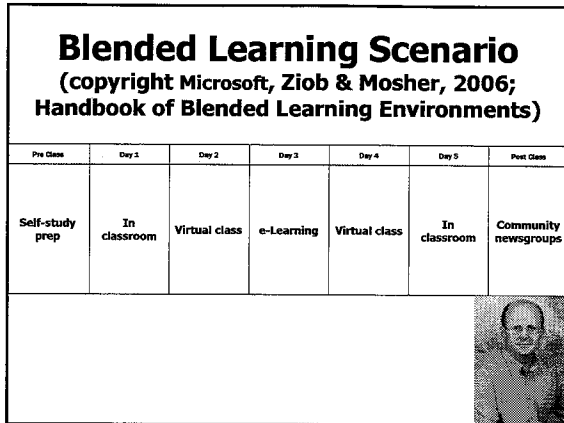 Blended Learning Scenario
(copyright Microsoft, Ziob & Mosher, 2006;
Handbook of Blended Learning Environments)
Pre Class Day 1 Day 2 Day 3 Day 4 Day 5 Post Class
Self-study prep In classroom Virtual class e-Learning Virtual class In classroom Community newsgroups